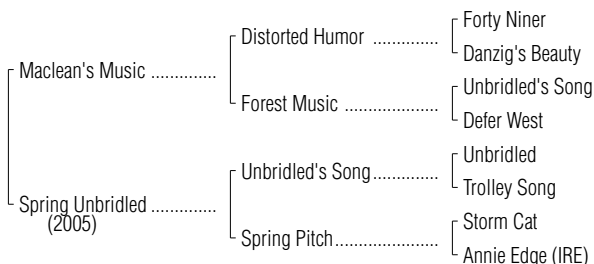 Forty Niner
Distorted Humor ..............
Danzig's Beauty
Maclean's Music ..............
Unbridled's Song
Forest Music ....................
Defer West
Unbridled
Unbridled's Song..............
Trolley Song
Spring Unbridled ..............
(2005)
Storm Cat
Spring Pitch......................
Annie Edge (IRE)